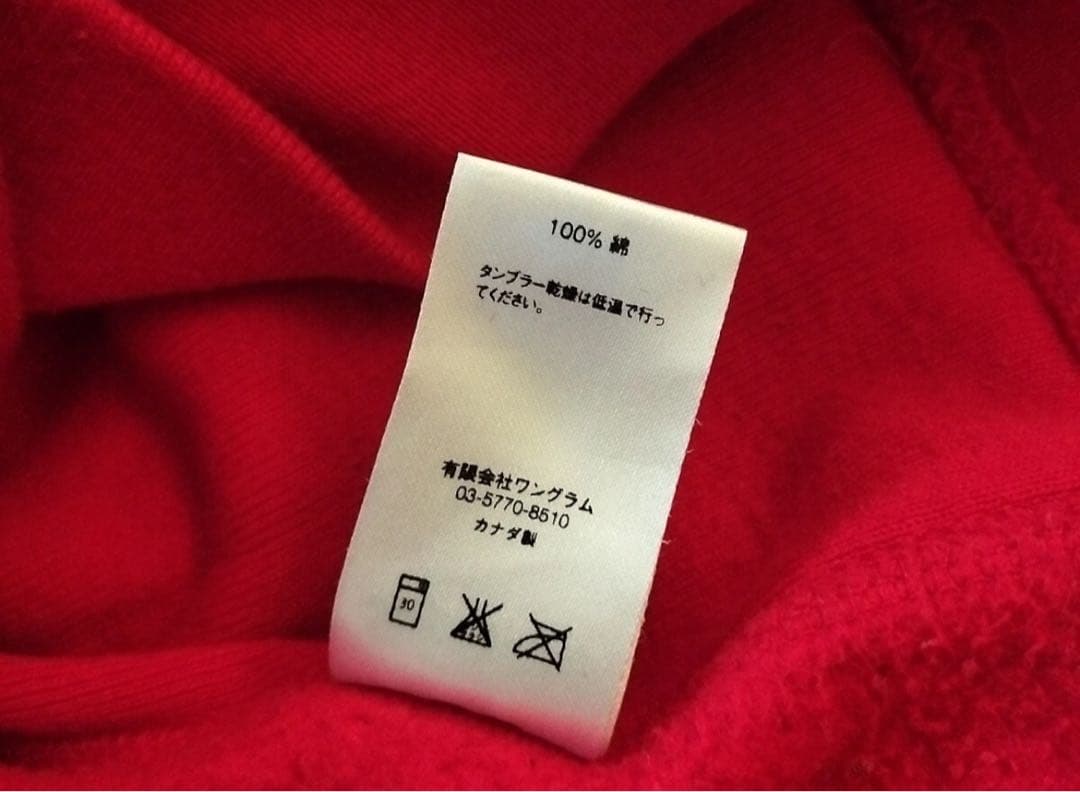 100% 綿
タンブラー乾燥は低温で行っ
てください。
有限会社ワングラム
03-5770-8510
カナダ製
30